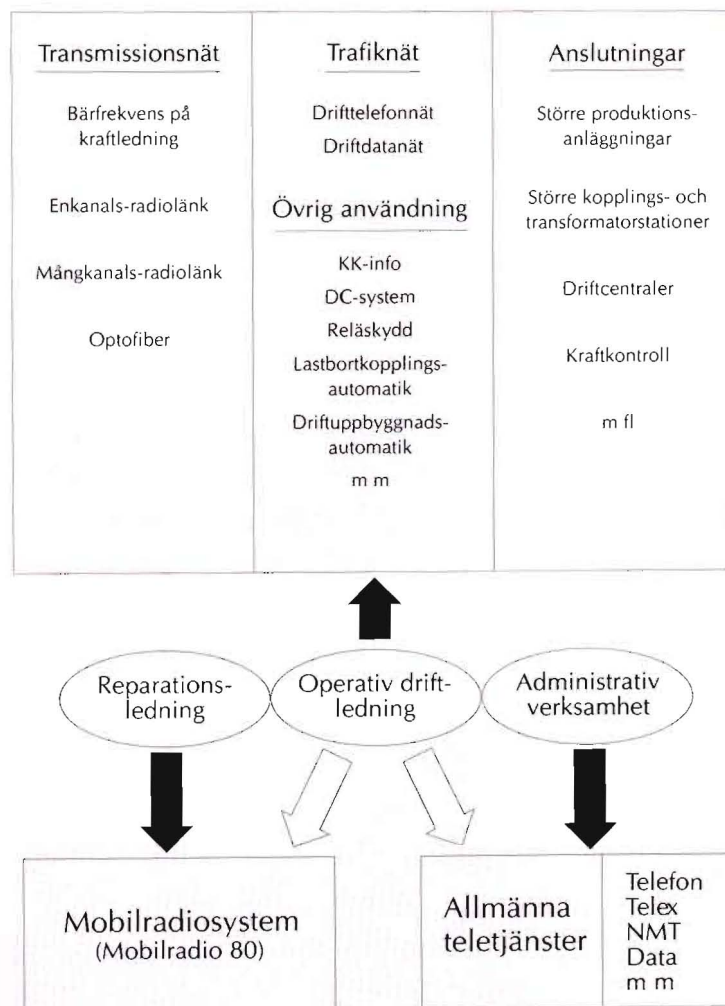 Transmissionsnät
Bärfrekvens på
kraftledning
Enkanals-radiolänk
Mångkanals-radiolänk
Optofiber
Trafiknät
Drifttelefonnät
Driftdatanät
Övrig användning
KK-info
DC-system
Reläskydd
Lastbortkopplings-
automatik
Driftuppbyggnads-
automatik
m m
Anslutningar
Större produktions-
anläggningar
Större kopplings- och
transformatorstationer
Driftcentraler
Kraftkontroll
m fl
Reparations-
ledning
Operativ drift-
ledning
Administrativ
verksamhet
Mobilradiosystem
(Mobilradio 80)
Allmänna
teletjänster
Telefon
Telex
NMT
Data
m m